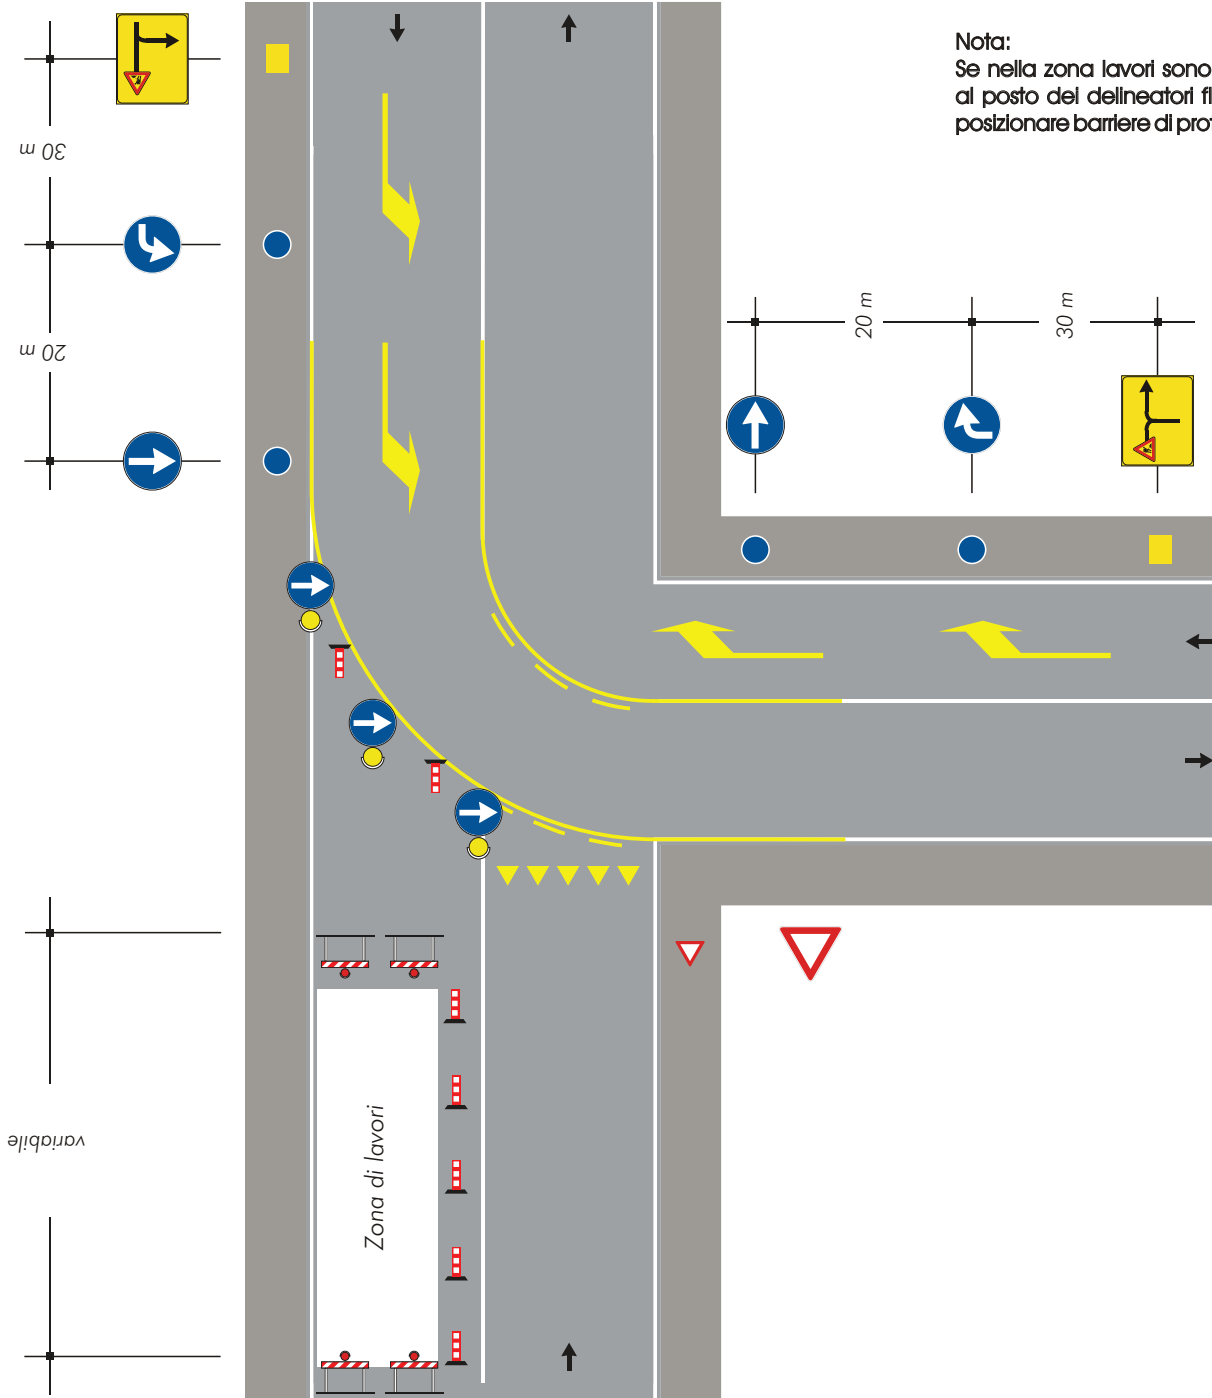 Nota:
Se nella zona lavori sono
al posto dei delineatori fl
posizionare barriere di prot
30 m
20 m
20 m
30 m
variabile
Zona di lavori